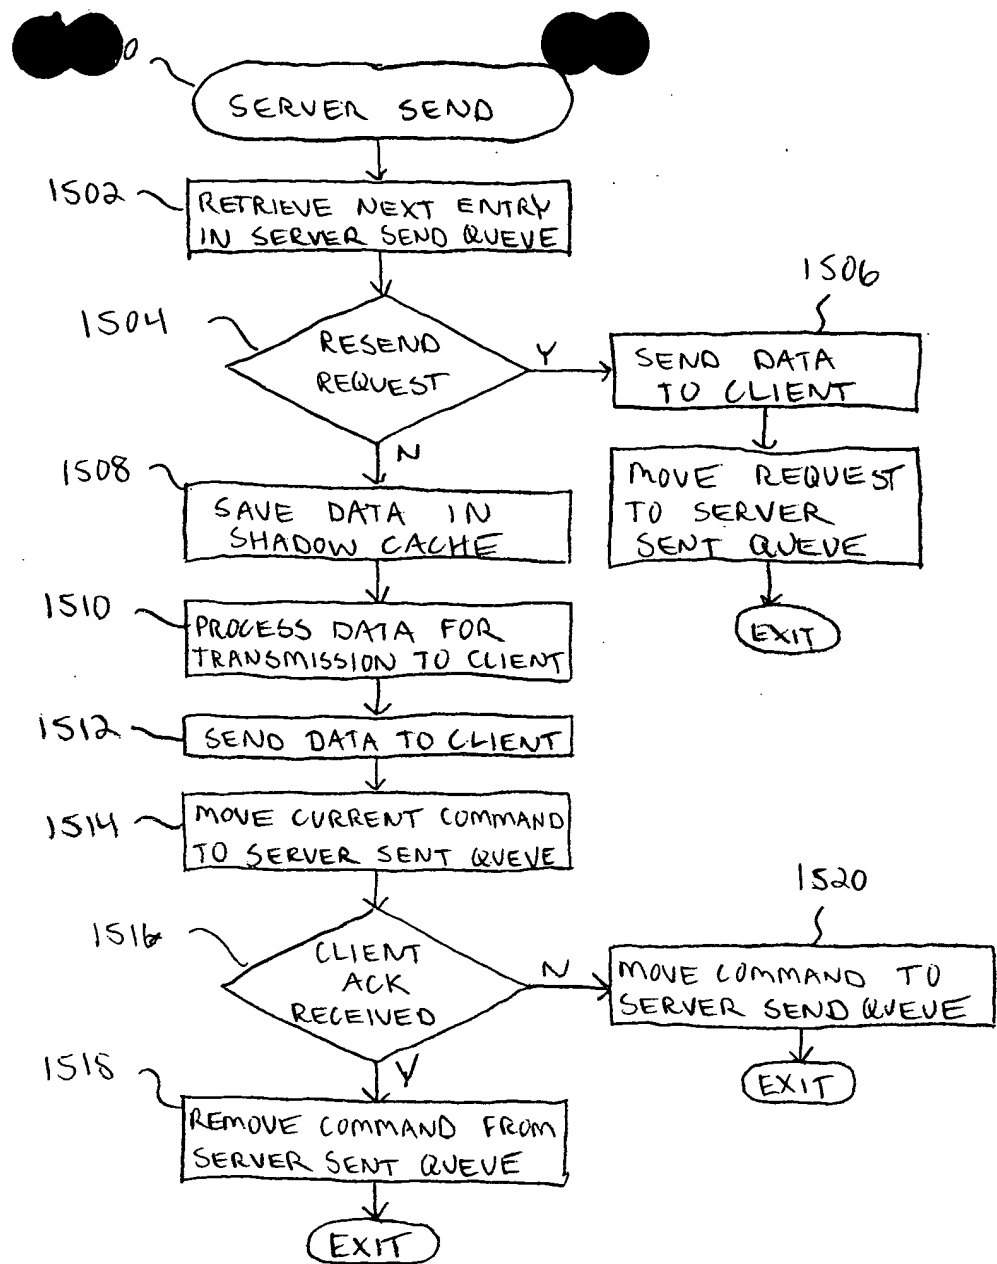 0
SERVER SEND
1502
RETRIEVE NEXT ENTRY
IN SERVER SEND QUEUE
1504
RESEND
REQUEST
Y
N
1506
SEND DATA
TO CLIENT
MOVE REQUEST
TO SERVER
SENT QUEUE
EXIT
1508
SAVE DATA IN
SHADOW CACHE
1510
PROCESS DATA FOR
TRANSMISSION TO CLIENT
1512
SEND DATA TO CLIENT
1514
MOVE CURRENT COMMAND
TO SERVER SENT QUEUE
1516
CLIENT
ACK
RECEIVED
N
Y
1520
MOVE COMMAND TO
SERVER SEND QUEUE
EXIT
1518
REMOVE COMMAND FROM
SERVER SENT QUEUE
EXIT